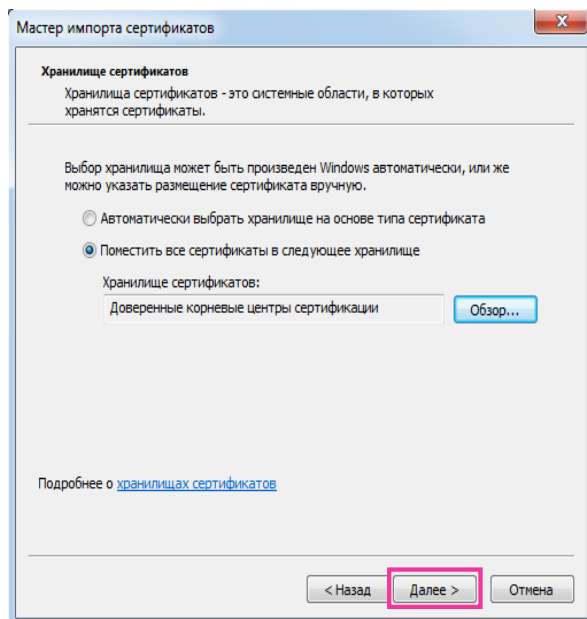 Мастер импорта сертификатов
Хранилище сертификатов
Хранилища сертификатов - это системные области, в которых
хранятся сертификаты.
Выбор хранилища может быть произведен Windows автоматически, или же
можно указать размещение сертификата вручную.
Автоматически выбрать хранилище на основе типа сертификата
Поместить все сертификаты в следующее хранилище
Хранилище сертификатов:
Доверенные корневые центры сертификации
Обзор...
Подробнее о хранилищах сертификатов
< Назад
Далее >
Отмена